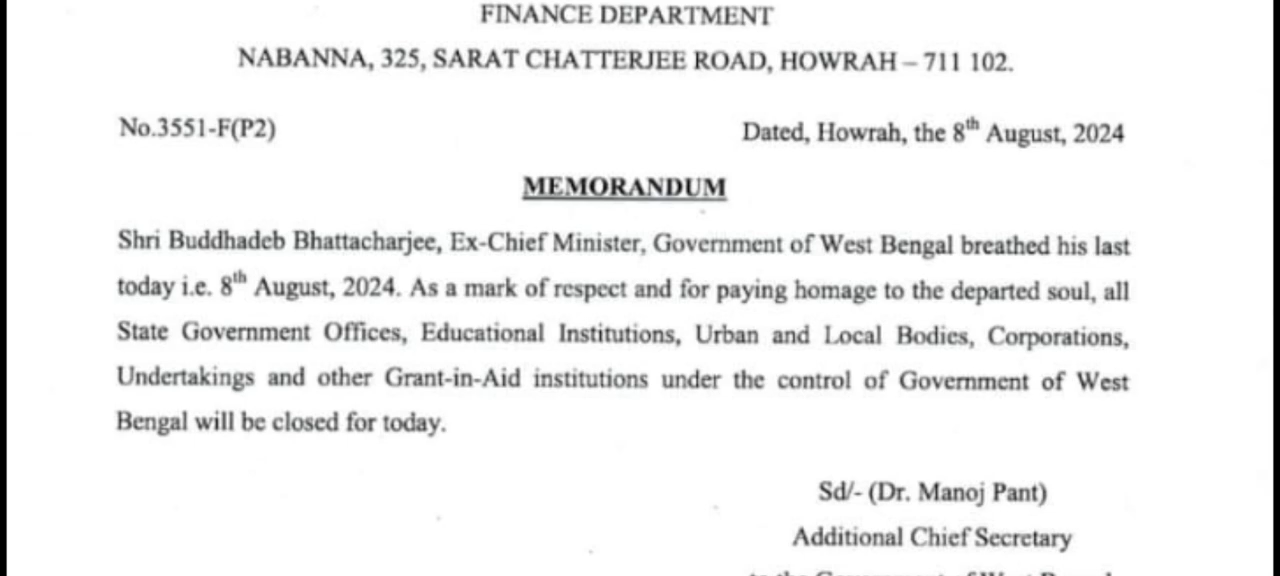 FINANCE DEPARTMENT
NABANNA, 325, SARAT CHATTERJEE ROAD, HOWRAH – 711 102.
No.3551-F(P2) Dated, Howrah, the 8th August, 2024
MEMORANDUM
Shri Buddhadeb Bhattacharjee, Ex-Chief Minister, Government of West Bengal breathed his last
today i.e. 8th August, 2024. As a mark of respect and for paying homage to the departed soul, all
State Government Offices, Educational Institutions, Urban and Local Bodies, Corporations,
Undertakings and other Grant-in-Aid institutions under the control of Government of West
Bengal will be closed for today.
Sd/- (Dr. Manoj Pant)
Additional Chief Secretary